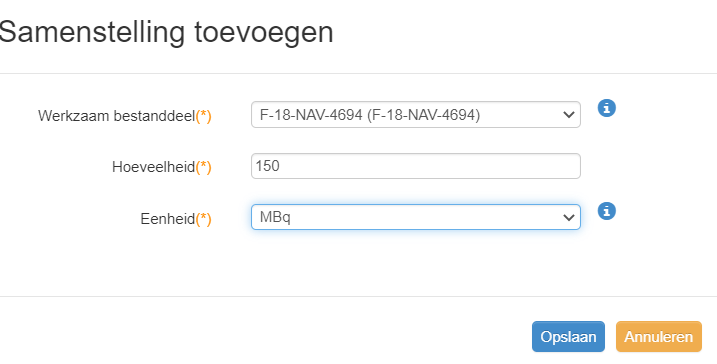 Samenstelling toevoegen
Werkzaam bestanddeel(*) F-18-NAV-4694 (F-18-NAV-4694)
Hoeveelheid(*) 150
Eenheid(*) MBq
Opslaan Annuleren